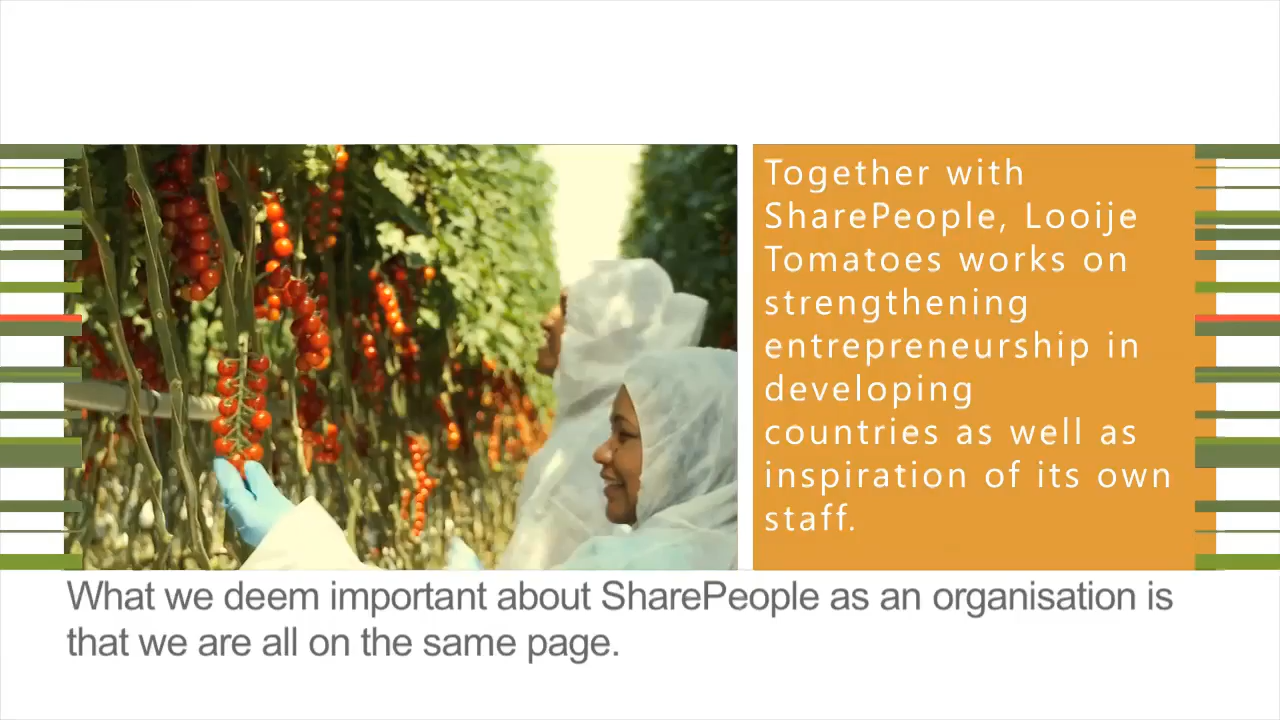 Together with
SharePeople, Looije
Tomatoes works on
strengthening
entrepreneurship in
developing
countries as well as
inspiration of its own
staff.
What we deem important about SharePeople as an organisation is
that we are all on the same page.